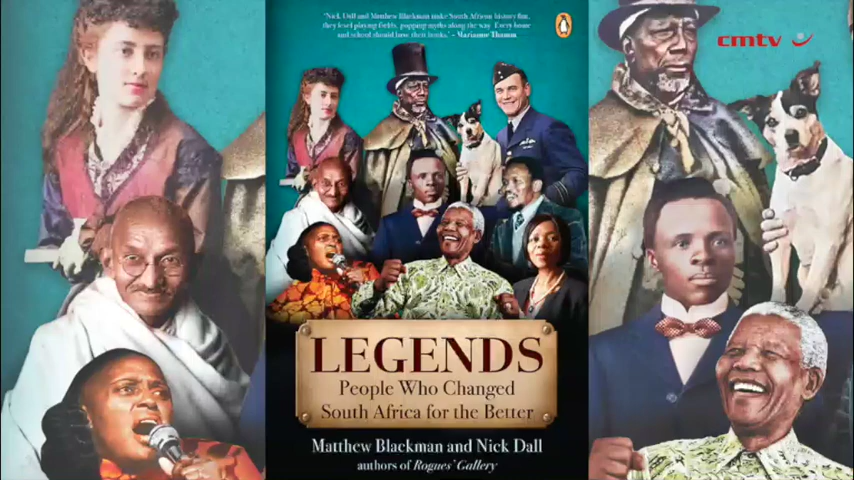 "Nick Dall and Matthew Blackman make South African history fun,
they level playing fields, popping myths along the way. Every home
and school should have their books." – Marianne Thamm
cmtv
LEGENDS
People Who Changed
South Africa for the Better
Matthew Blackman and Nick Dall
authors of Rogues' Gallery